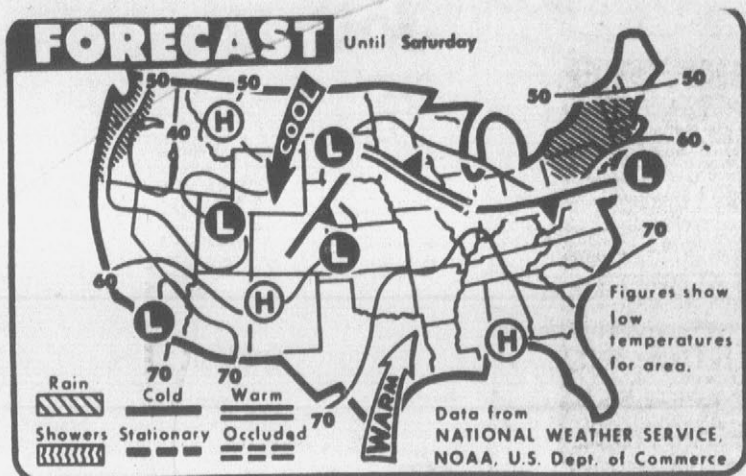 FORECAST Until Saturday
50 50 50 50
40 H COOL 60
L L
L L 70
60 H
L Figures show
low
H temperatures
70 70 for area.
Rain Cold Warm 70 WARM
Showers Stationary Occluded
Data from
NATIONAL WEATHER SERVICE,
NOAA, U.S. Dept. of Commerce